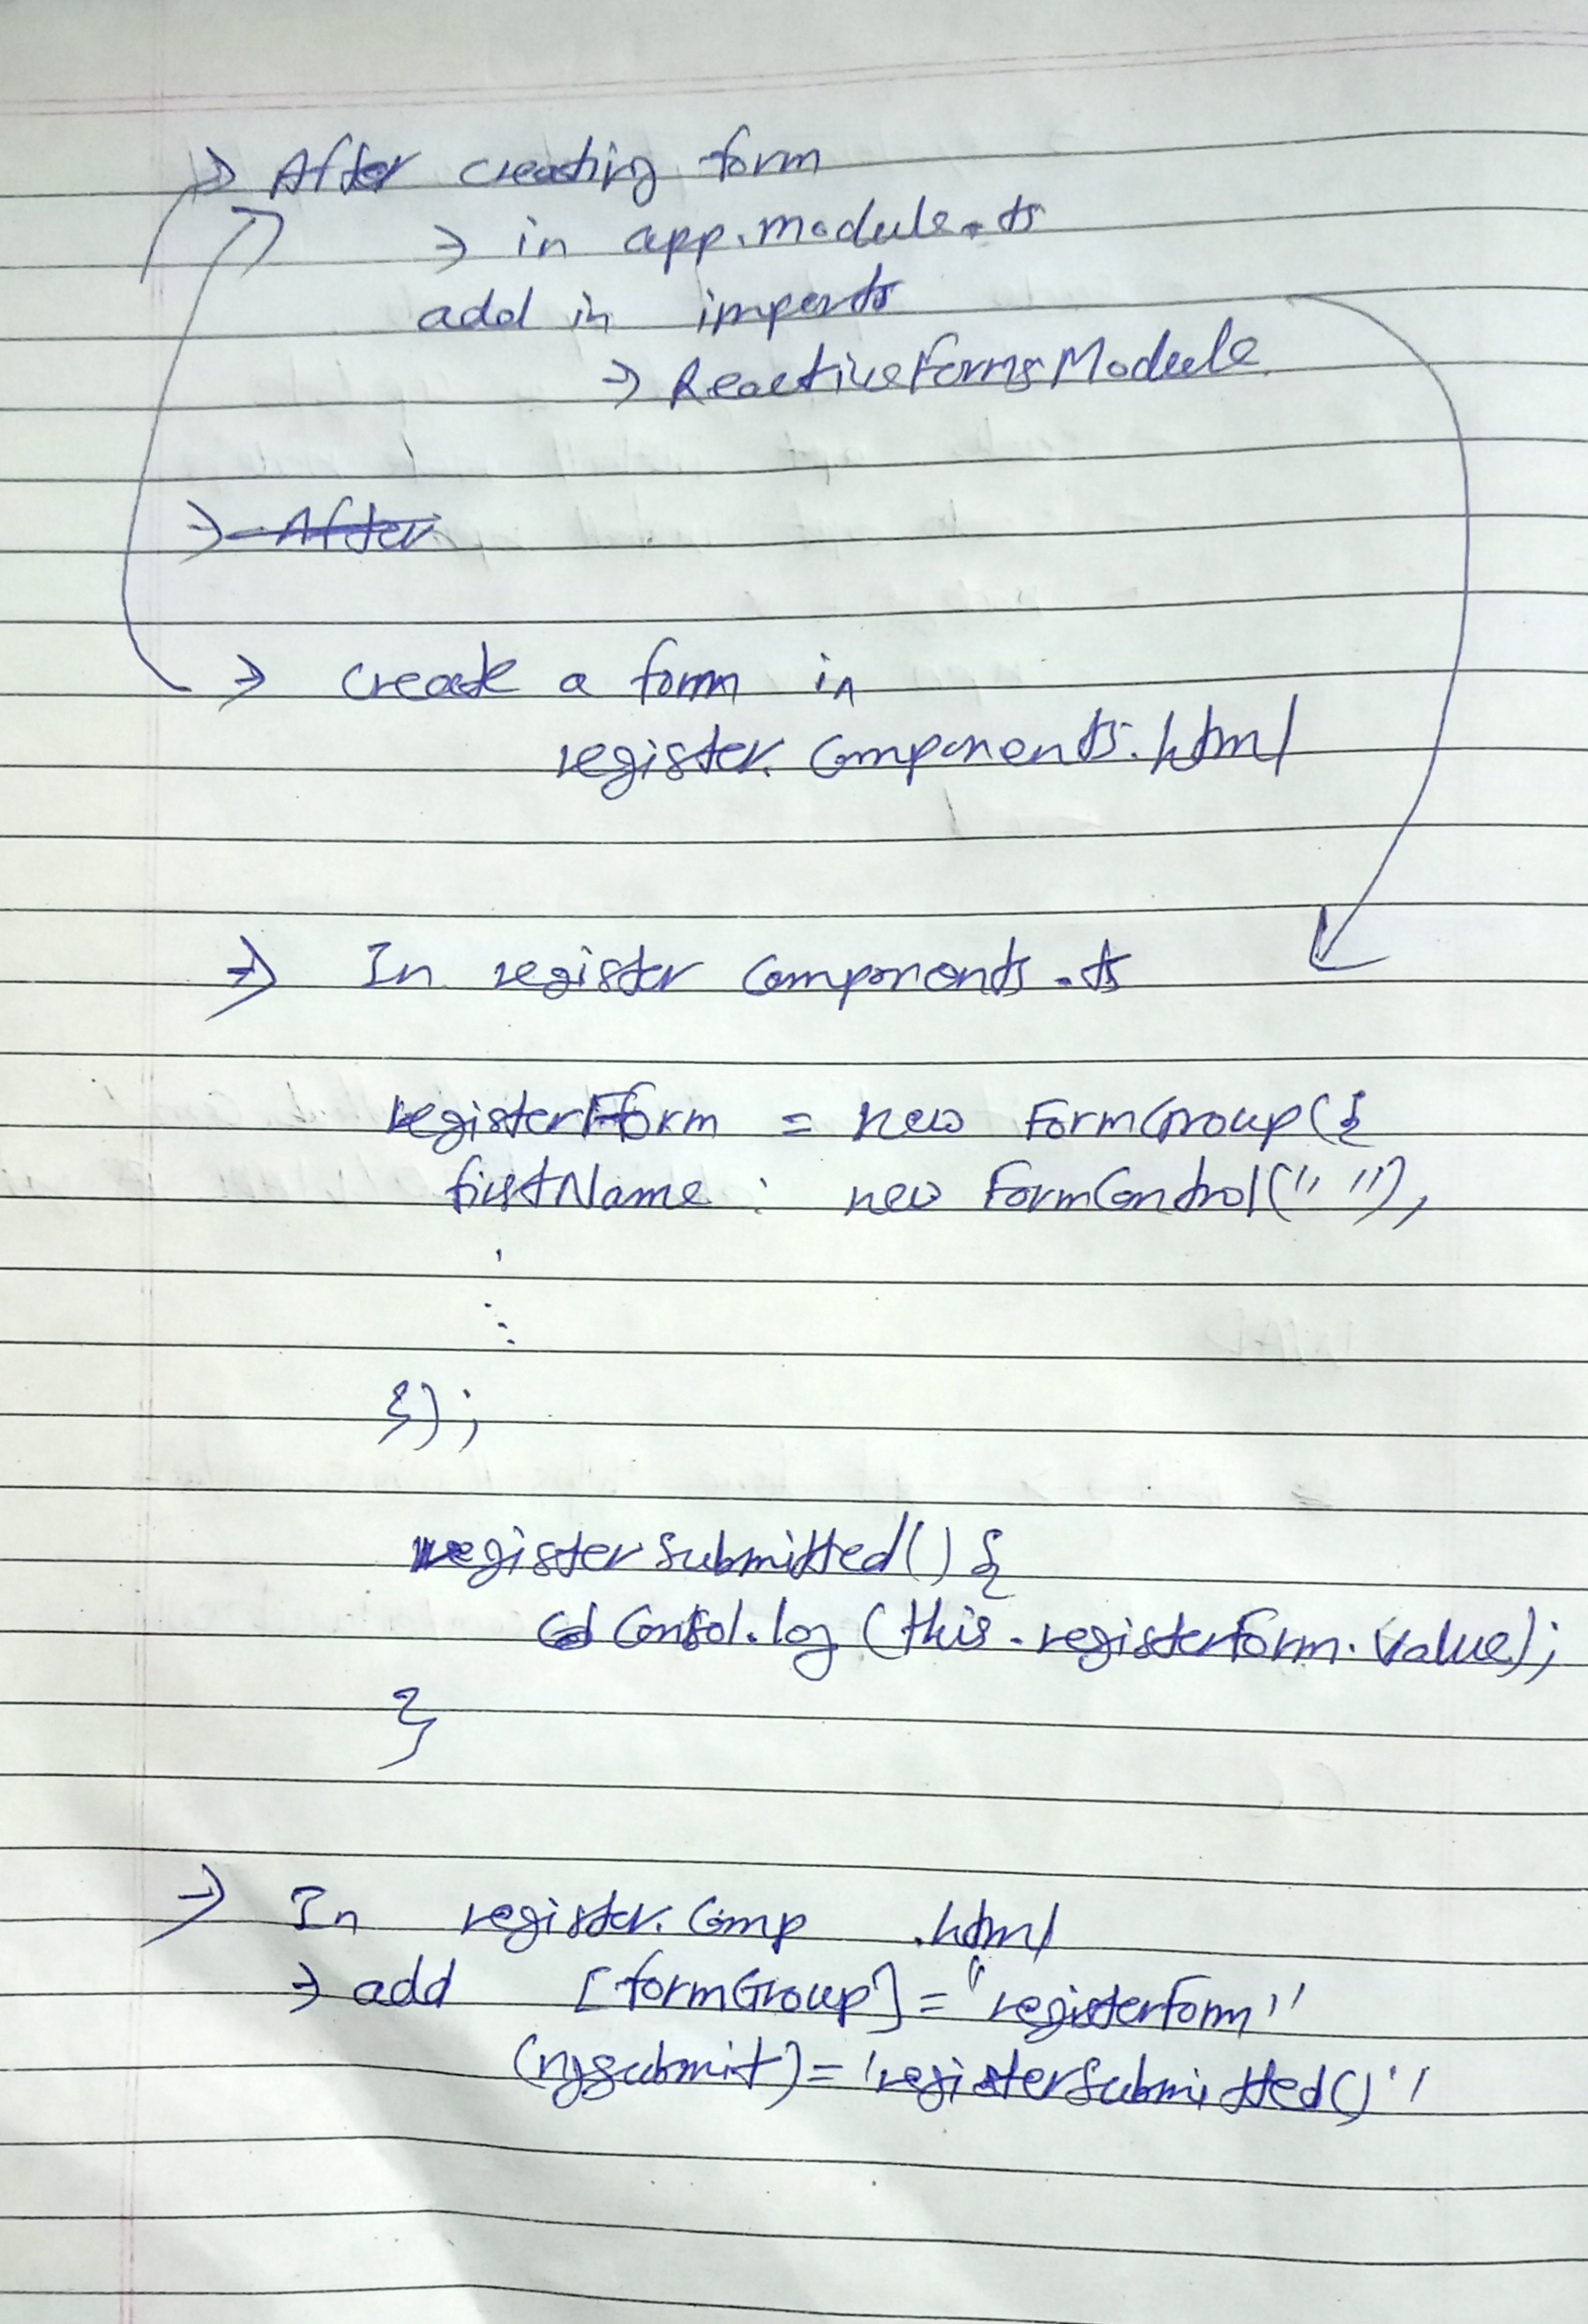 ⇒ After creating form
→ in app.module.ts
add in imports
⇒ ReactiveFormsModule
⇒ After
⇒ create a form in
register.components.html
⇒ In register components.ts
registerForm = new FormGroup({
firstName : new FormControl(" "),
:
:
});
registerSubmitted() {
Consol.log (this.registerForm.value);
}
⇒ In register.Comp .html
→ add [formGroup]="registerForm"
(ngsubmit)='registerSubmitted()'